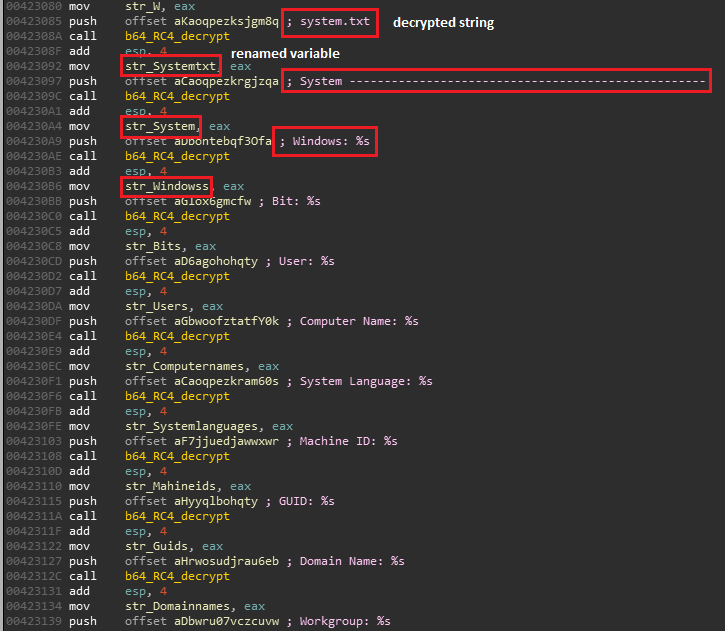 00423080 mov str_W, eax
00423085 push offset aKaoqpezksjgm8q ; system.txt decrypted string
0042308A call b64_RC4_decrypt
0042308F add esp, 4
renamed variable
00423092 mov str_Systemtxt, eax
00423097 push offset aCaoqpezkrgjzqa ; System ---------------------------------------------------
0042309C call b64_RC4_decrypt
004230A1 add esp, 4
004230A4 mov str_System, eax
004230A9 push offset aDbontebqf3Ofa ; Windows: %s
004230AE call b64_RC4_decrypt
004230B3 add esp, 4
004230B6 mov str_Windowss, eax
004230BB push offset aGlox6gmcfw ; Bit: %s
004230C0 call b64_RC4_decrypt
004230C5 add esp, 4
004230C8 mov str_Bits, eax
004230CD push offset aD6agohohqty ; User: %s
004230D2 call b64_RC4_decrypt
004230D7 add esp, 4
004230DA mov str_Users, eax
004230DF push offset aGbwoofztatfY0k ; Computer Name: %s
004230E4 call b64_RC4_decrypt
004230E9 add esp, 4
004230EC mov str_Computernames, eax
004230F1 push offset aCaoqpezkram60s ; System Language: %s
004230F6 call b64_RC4_decrypt
004230FB add esp, 4
004230FE mov str_Systemlanguages, eax
00423103 push offset aF7jjuedjawwxwr ; Machine ID: %s
00423108 call b64_RC4_decrypt
0042310D add esp, 4
00423110 mov str_Mahineids, eax
00423115 push offset aHyyqlbohqty ; GUID: %s
0042311A call b64_RC4_decrypt
0042311F add esp, 4
00423122 mov str_Guids, eax
00423127 push offset aHrwosudjrau6eb ; Domain Name: %s
0042312C call b64_RC4_decrypt
00423131 add esp, 4
00423134 mov str_Domainnames, eax
00423139 push offset aDbwru07vczcuvw ; Workgroup: %s